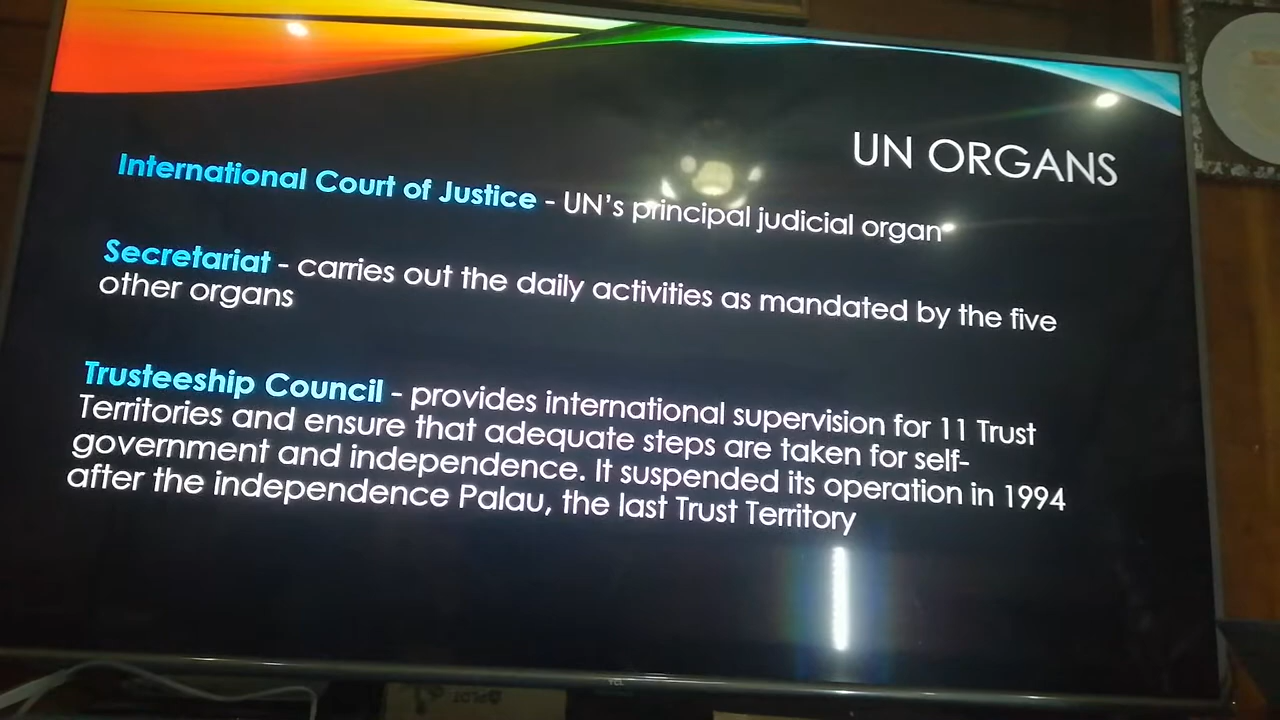 UN ORGANS
International Court of Justice - UN's principal judicial organ
Secretariat - carries out the daily activities as mandated by the five
other organs
Trusteeship Council - provides international supervision for 11 Trust
Territories and ensure that adequate steps are taken for self-
government and independence. It suspended its operation in 1994
after the independence Palau, the last Trust Territory
TCL